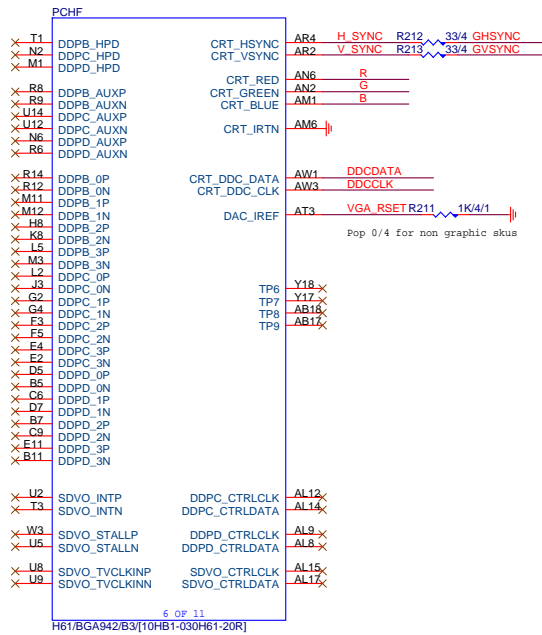 PCHF
T1 DDPB_HPD CRT_HSYNC AR4 H_SYNC R212 33/4 GHSYNC
N2 DDPC_HPD CRT_VSYNC AR2 V_SYNC R213 33/4 GVSYNC
M1 DDPD_HPD
CRT_RED AN6 R
R8 DDPB_AUXP CRT_GREEN AN2 G
R9 DDPB_AUXN CRT_BLUE AM1 B
U14 DDPC_AUXP
U12 DDPC_AUXN CRT_IRTN AM6
N6 DDPD_AUXP
R6 DDPD_AUXN
R14 DDPB_0P CRT_DDC_DATA AW1 DDCDATA
R12 DDPB_0N CRT_DDC_CLK AW3 DDCCLK
M11 DDPB_1P
M12 DDPB_1N DAC_IREF AT3 VGA_RSET R211 1K/4/1
H8 DDPB_2P
K8 DDPB_2N Pop 0/4 for non graphic skus
L5 DDPB_3P
M3 DDPB_3N
L2 DDPC_0P
J3 DDPC_0N TP6 Y18
G2 DDPC_1P TP7 Y17
G4 DDPC_1N TP8 AB18
F3 DDPC_2P TP9 AB17
F5 DDPC_2N
E4 DDPC_3P
E2 DDPC_3N
D5 DDPD_0P
B5 DDPD_0N
C6 DDPD_1P
D7 DDPD_1N
B7 DDPD_2P
C9 DDPD_2N
E11 DDPD_3P
B11 DDPD_3N
U2 SDVO_INTP DDPC_CTRLCLK AL12
T3 SDVO_INTN DDPC_CTRLDATA AL14
W3 SDVO_STALLP DDPD_CTRLCLK AL9
U5 SDVO_STALLN DDPD_CTRLDATA AL8
U8 SDVO_TVCLKINP SDVO_CTRLCLK AL15
U9 SDVO_TVCLKINN SDVO_CTRLDATA AL17
6 OF 11
H61/BGA942/B3/[10HB1-030H61-20R]